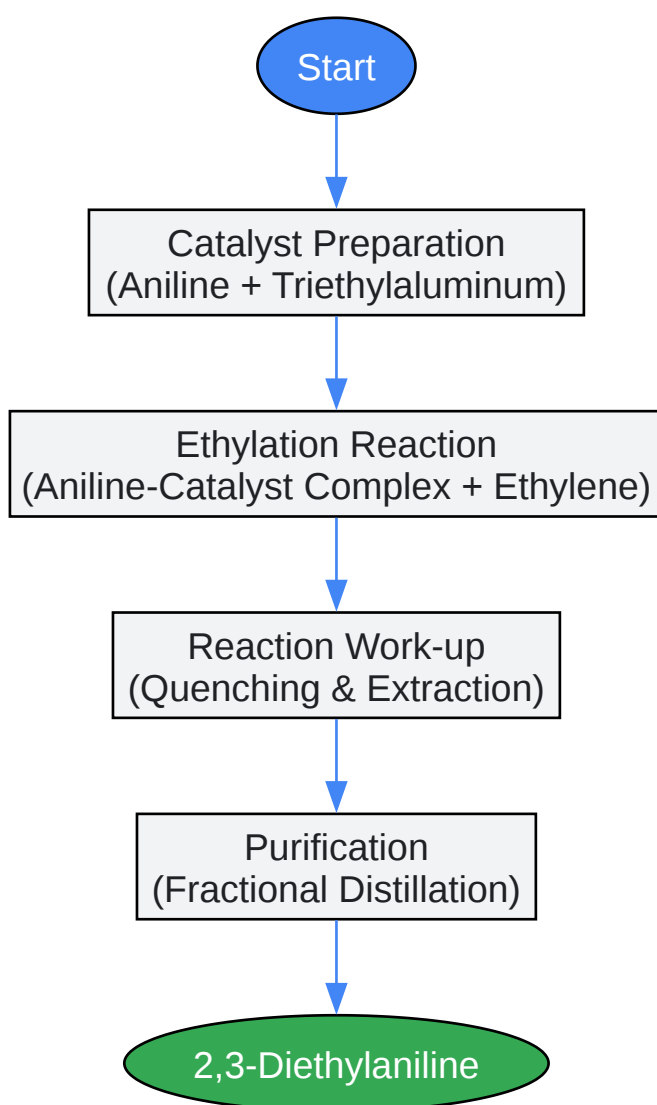 Start
Catalyst Preparation
(Aniline + Triethylaluminum)
Ethylation Reaction
(Aniline-Catalyst Complex + Ethylene)
Reaction Work-up
(Quenching & Extraction)
Purification
(Fractional Distillation)
2,3-Diethylaniline